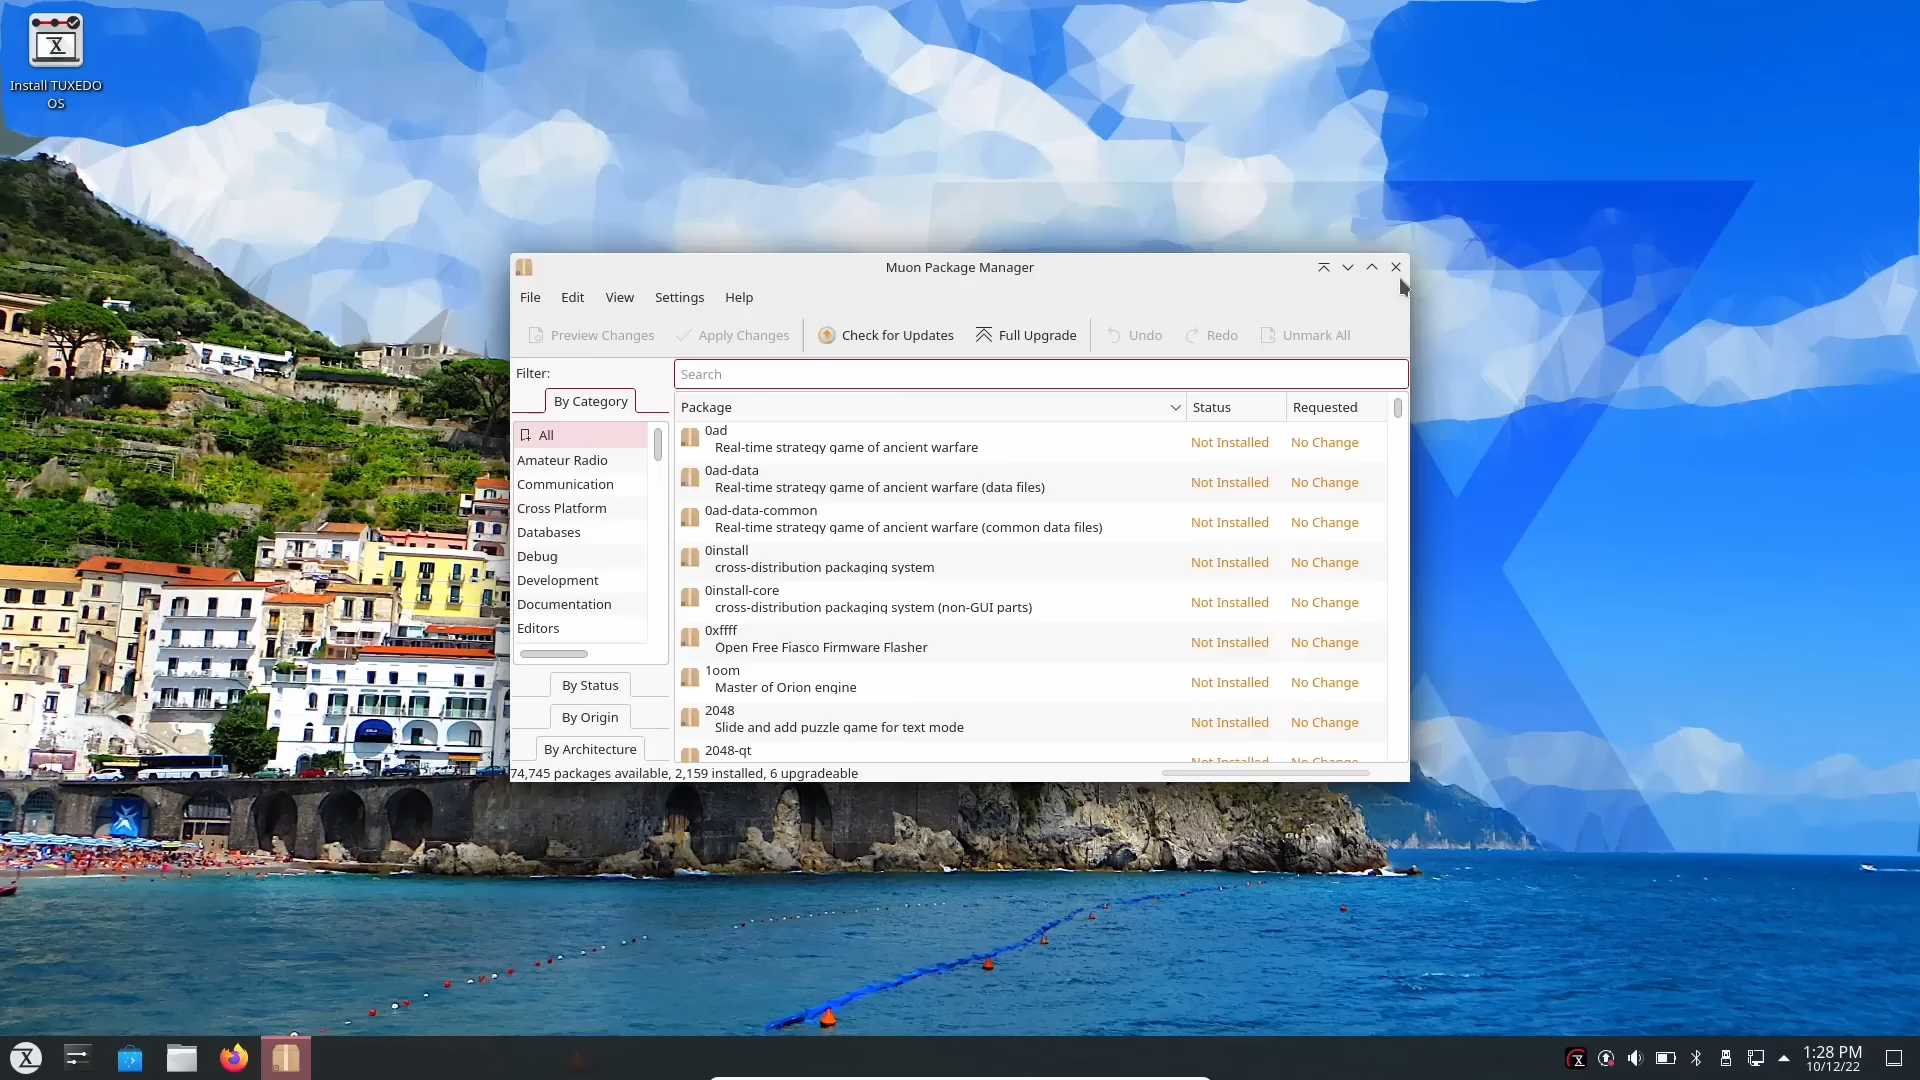 Install TUXEDO
OS
Muon Package Manager
File Edit View Settings Help
Preview Changes Apply Changes Check for Updates Full Upgrade Undo Redo Unmark All
Filter:
Search
By Category
All
Amateur Radio
Communication
Cross Platform
Databases
Debug
Development
Documentation
Editors
By Status
By Origin
By Architecture
Package Status Requested
0ad
Real-time strategy game of ancient warfare
Not Installed No Change
0ad-data
Real-time strategy game of ancient warfare (data files)
Not Installed No Change
0ad-data-common
Real-time strategy game of ancient warfare (common data files)
Not Installed No Change
0install
cross-distribution packaging system
Not Installed No Change
0install-core
cross-distribution packaging system (non-GUI parts)
Not Installed No Change
0xffff
Open Free Fiasco Firmware Flasher
Not Installed No Change
1oom
Master of Orion engine
Not Installed No Change
2048
Slide and add puzzle game for text mode
Not Installed No Change
2048-qt
Not Installed No Change
74,745 packages available, 2,159 installed, 6 upgradeable
1:28 PM
10/12/22